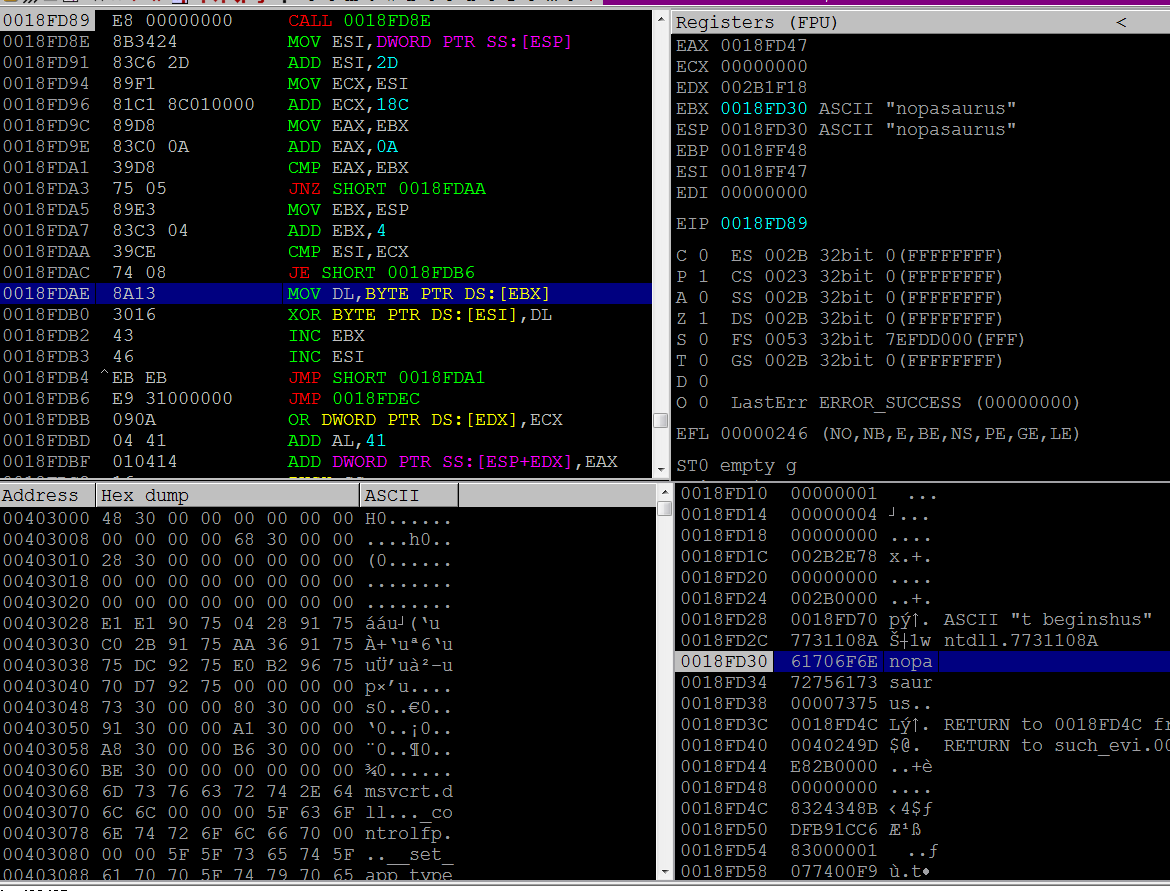 0018FD89 E8 00000000 CALL 0018FD8E
0018FD8E 8B3424 MOV ESI,DWORD PTR SS:[ESP]
0018FD91 83C6 2D ADD ESI,2D
0018FD94 89F1 MOV ECX,ESI
0018FD96 81C1 8C010000 ADD ECX,18C
0018FD9C 89D8 MOV EAX,EBX
0018FD9E 83C0 0A ADD EAX,0A
0018FDA1 39D8 CMP EAX,EBX
0018FDA3 75 05 JNZ SHORT 0018FDAA
0018FDA5 89E3 MOV EBX,ESP
0018FDA7 83C3 04 ADD EBX,4
0018FDAA 39CE CMP ESI,ECX
0018FDAC 74 08 JE SHORT 0018FDB6
0018FDAE 8A13 MOV DL,BYTE PTR DS:[EBX]
0018FDB0 3016 XOR BYTE PTR DS:[ESI],DL
0018FDB2 43 INC EBX
0018FDB3 46 INC ESI
0018FDB4 ^EB EB JMP SHORT 0018FDA1
0018FDB6 E9 31000000 JMP 0018FDEC
0018FDBB 090A OR DWORD PTR DS:[EDX],ECX
0018FDBD 04 41 ADD AL,41
0018FDBF 010414 ADD DWORD PTR SS:[ESP+EDX],EAX
Registers (FPU) <
EAX 0018FD47
ECX 00000000
EDX 002B1F18
EBX 0018FD30 ASCII "nopasaurus"
ESP 0018FD30 ASCII "nopasaurus"
EBP 0018FF48
ESI 0018FF47
EDI 00000000
EIP 0018FD89
C 0 ES 002B 32bit 0(FFFFFFFF)
P 1 CS 0023 32bit 0(FFFFFFFF)
A 0 SS 002B 32bit 0(FFFFFFFF)
Z 1 DS 002B 32bit 0(FFFFFFFF)
S 0 FS 0053 32bit 7EFDD000(FFF)
T 0 GS 002B 32bit 0(FFFFFFFF)
D 0
O 0 LastErr ERROR_SUCCESS (00000000)
EFL 00000246 (NO,NB,E,BE,NS,PE,GE,LE)
ST0 empty g
Address Hex dump ASCII
00403000 48 30 00 00 00 00 00 00 H0......
00403008 00 00 00 00 68 30 00 00 ....h0..
00403010 28 30 00 00 00 00 00 00 (0......
00403018 00 00 00 00 00 00 00 00 ........
00403020 00 00 00 00 00 00 00 00 ........
00403028 E1 E1 90 75 04 28 91 75 ááu┘(‘u
00403030 C0 2B 91 75 AA 36 91 75 À+‘uª6‘u
00403038 75 DC 92 75 E0 B2 96 75 uÜ’uà²–u
00403040 70 D7 92 75 00 00 00 00 p×’u....
00403048 73 30 00 00 80 30 00 00 s0..€0..
00403050 91 30 00 00 A1 30 00 00 ‘0..¡0..
00403058 A8 30 00 00 B6 30 00 00 ¨0..¶0..
00403060 BE 30 00 00 00 00 00 00 ¾0......
00403068 6D 73 76 63 72 74 2E 64 msvcrt.d
00403070 6C 6C 00 00 00 5F 63 6F ll..._co
00403078 6E 74 72 6F 6C 66 70 00 ntrolfp.
00403080 00 00 5F 5F 73 65 74 5F ..__set_
00403088 61 70 70 5F 74 79 70 65 app_type
0018FD10 00000001 ...
0018FD14 00000004 ┘...
0018FD18 00000000 ....
0018FD1C 002B2E78 x.+.
0018FD20 00000000 ....
0018FD24 002B0000 ..+.
0018FD28 0018FD70 pý↑. ASCII "t beginshus"
0018FD2C 7731108A Š┼1w ntdll.7731108A
0018FD30 61706F6E nopa
0018FD34 72756173 saur
0018FD38 00007375 us..
0018FD3C 0018FD4C Lý↑. RETURN to 0018FD4C fr
0018FD40 0040249D $@. RETURN to such_evi.00
0018FD44 E82B0000 ..+è
0018FD48 00000000 ....
0018FD4C 8324348B ‹4$ƒ
0018FD50 DFB91CC6 Æ¹ß
0018FD54 83000001 ..ƒ
0018FD58 077400F9 ù.t•